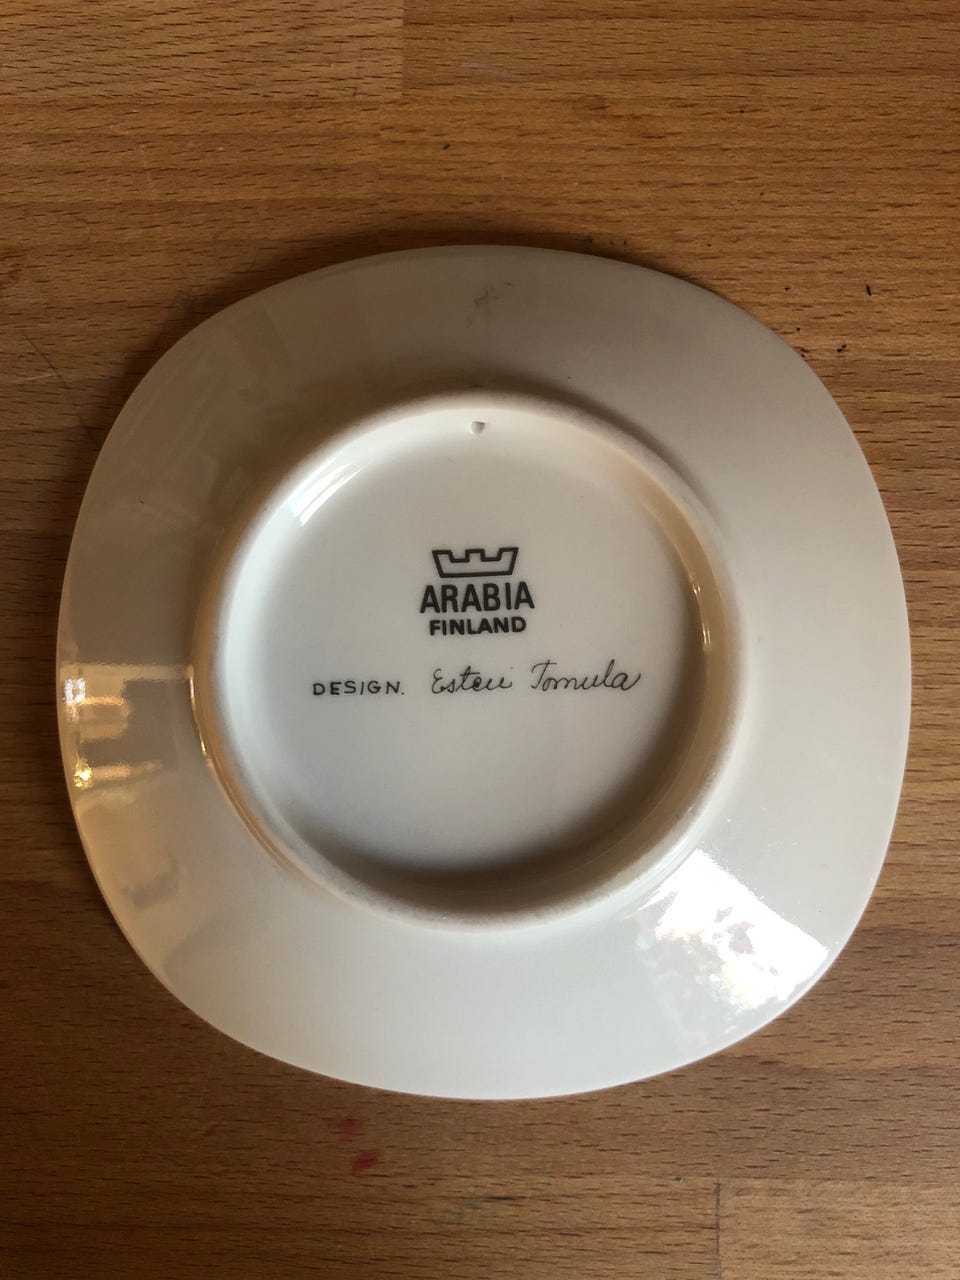 ARABIA
FINLAND
DESIGN. Esteri Tomula